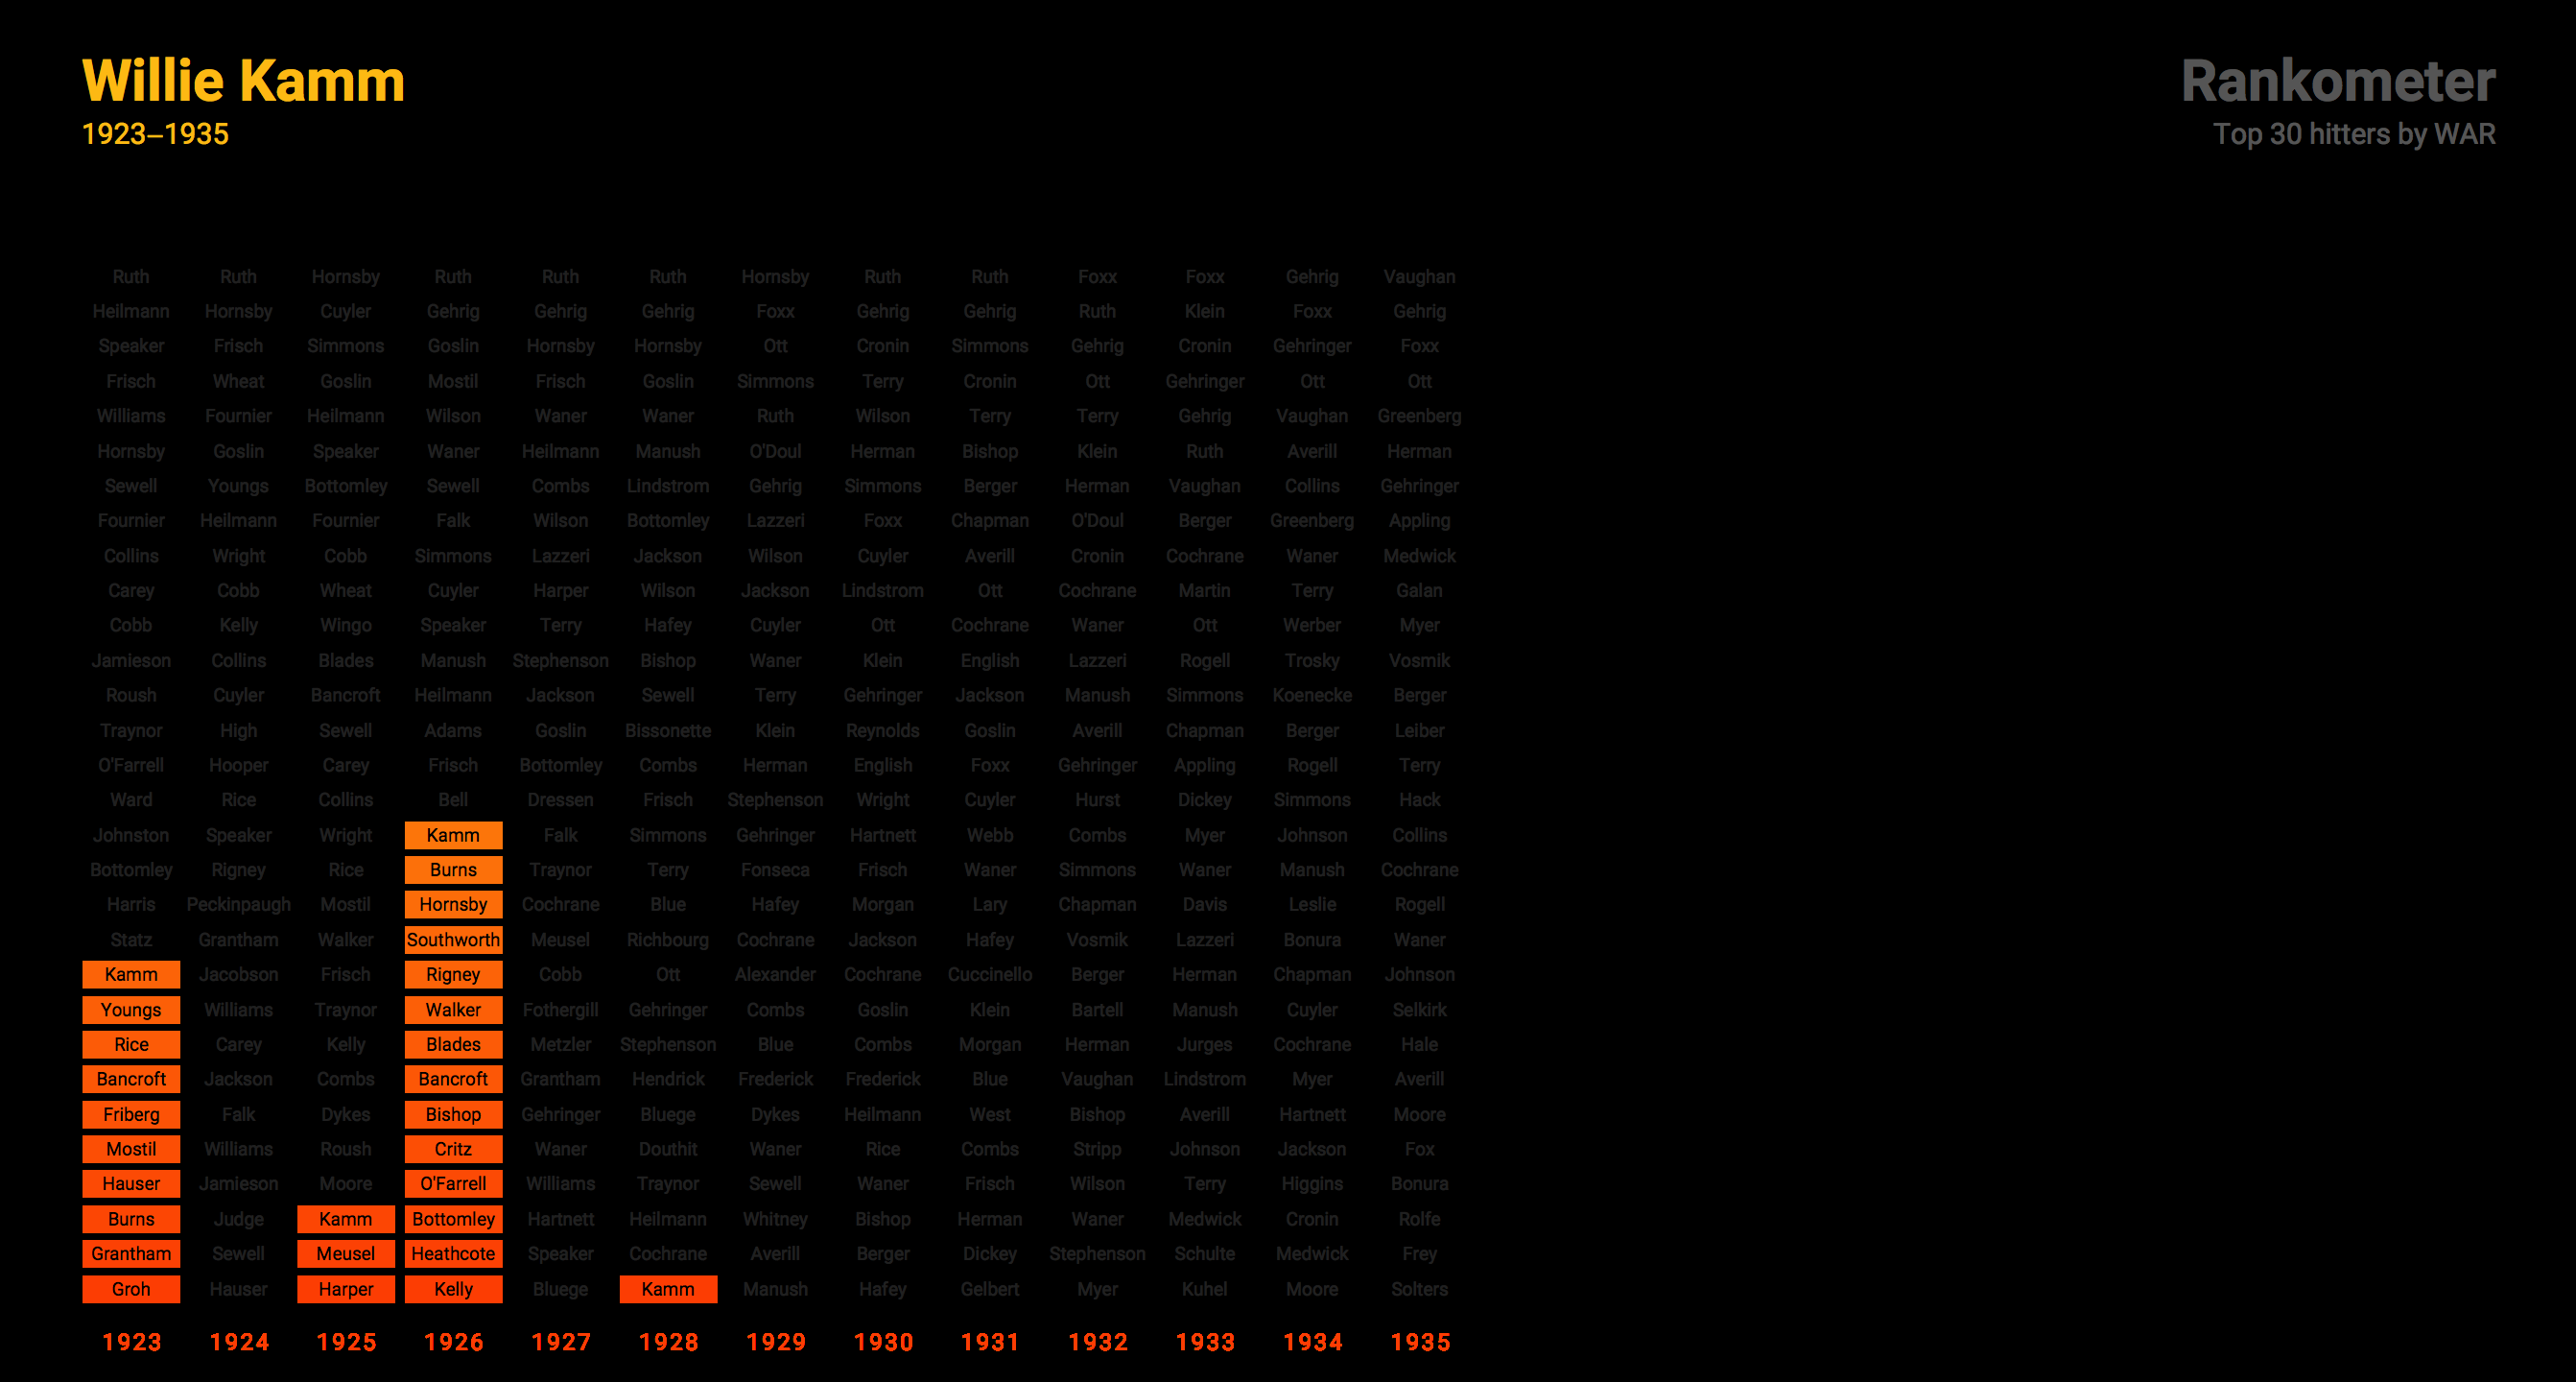 Willie Kamm
1923–1935
Rankometer
Top 30 hitters by WAR
Ruth Ruth Hornsby Ruth Ruth Ruth Hornsby Ruth Ruth Foxx Foxx Gehrig Vaughan
Heilmann Hornsby Cuyler Gehrig Gehrig Gehrig Foxx Gehrig Gehrig Ruth Klein Foxx Gehrig
Speaker Frisch Simmons Goslin Hornsby Hornsby Ott Cronin Simmons Gehrig Cronin Gehringer Foxx
Frisch Wheat Goslin Mostil Frisch Goslin Simmons Terry Cronin Ott Gehringer Ott Ott
Williams Fournier Heilmann Wilson Waner Waner Ruth Wilson Terry Terry Gehrig Vaughan Greenberg
Hornsby Goslin Speaker Waner Heilmann Manush O'Doul Herman Bishop Klein Ruth Averill Herman
Sewell Youngs Bottomley Sewell Combs Lindstrom Gehrig Simmons Berger Herman Vaughan Collins Gehringer
Fournier Heilmann Fournier Falk Wilson Bottomley Lazzeri Foxx Chapman O'Doul Berger Greenberg Appling
Collins Wright Cobb Simmons Lazzeri Jackson Wilson Cuyler Averill Cronin Cochrane Waner Medwick
Carey Cobb Wheat Cuyler Harper Wilson Jackson Lindstrom Ott Cochrane Martin Terry Galan
Cobb Kelly Wingo Speaker Terry Hafey Cuyler Ott Cochrane Waner Ott Werber Myer
Jamieson Collins Blades Manush Stephenson Bishop Waner Klein English Lazzeri Rogell Trosky Vosmik
Roush Cuyler Bancroft Heilmann Jackson Sewell Terry Gehringer Jackson Manush Simmons Koenecke Berger
Traynor High Sewell Adams Goslin Bissonette Klein Reynolds Goslin Averill Chapman Berger Leiber
O'Farrell Hooper Carey Frisch Bottomley Combs Herman English Foxx Gehringer Appling Rogell Terry
Ward Rice Collins Bell Dressen Frisch Stephenson Wright Cuyler Hurst Dickey Simmons Hack
Johnston Speaker Wright Kamm Falk Simmons Gehringer Hartnett Webb Combs Myer Johnson Collins
Bottomley Rigney Rice Burns Traynor Terry Fonseca Frisch Waner Simmons Waner Manush Cochrane
Harris Peckinpaugh Mostil Hornsby Cochrane Blue Hafey Morgan Lary Chapman Davis Leslie Rogell
Statz Grantham Walker Southworth Meusel Richbourg Cochrane Jackson Hafey Vosmik Lazzeri Bonura Waner
Kamm Jacobson Frisch Rigney Cobb Ott Alexander Cochrane Cuccinello Berger Herman Chapman Johnson
Youngs Williams Traynor Walker Fothergill Gehringer Combs Goslin Klein Bartell Manush Cuyler Selkirk
Rice Carey Kelly Blades Metzler Stephenson Blue Combs Morgan Herman Jurges Cochrane Hale
Bancroft Jackson Combs Bancroft Grantham Hendrick Frederick Frederick Blue Vaughan Lindstrom Myer Averill
Friberg Falk Dykes Bishop Gehringer Bluege Dykes Heilmann West Bishop Averill Hartnett Moore
Mostil Williams Roush Critz Waner Douthit Waner Rice Combs Stripp Johnson Jackson Fox
Hauser Jamieson Moore O'Farrell Williams Traynor Sewell Waner Frisch Wilson Terry Higgins Bonura
Burns Judge Kamm Bottomley Hartnett Heilmann Whitney Bishop Herman Waner Medwick Cronin Rolfe
Grantham Sewell Meusel Heathcote Speaker Cochrane Averill Berger Dickey Stephenson Schulte Medwick Frey
Groh Hauser Harper Kelly Bluege Kamm Manush Hafey Gelbert Myer Kuhel Moore Solters
1923 1924 1925 1926 1927 1928 1929 1930 1931 1932 1933 1934 1935